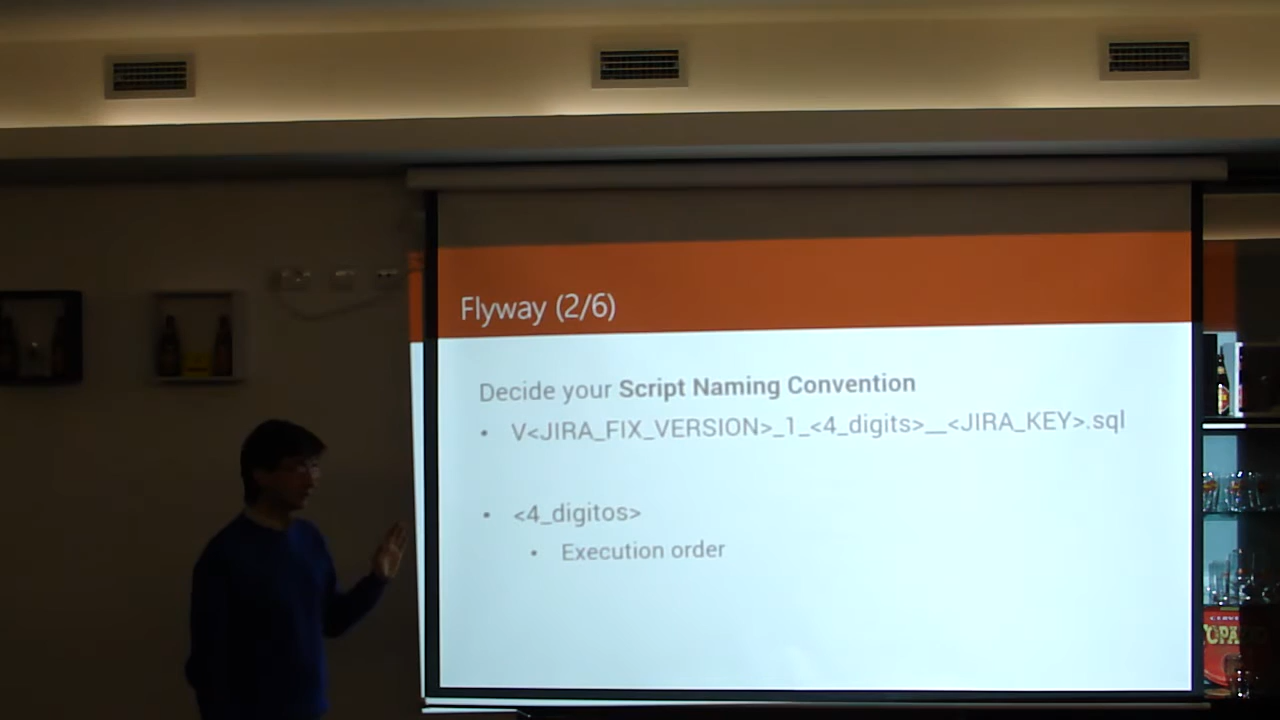 Flyway (2/6)
Decide your Script Naming Convention
• V<JIRA_FIX_VERSION>_1_<4_digits>__<JIRA_KEY>.sql
• <4_digitos>
• Execution order